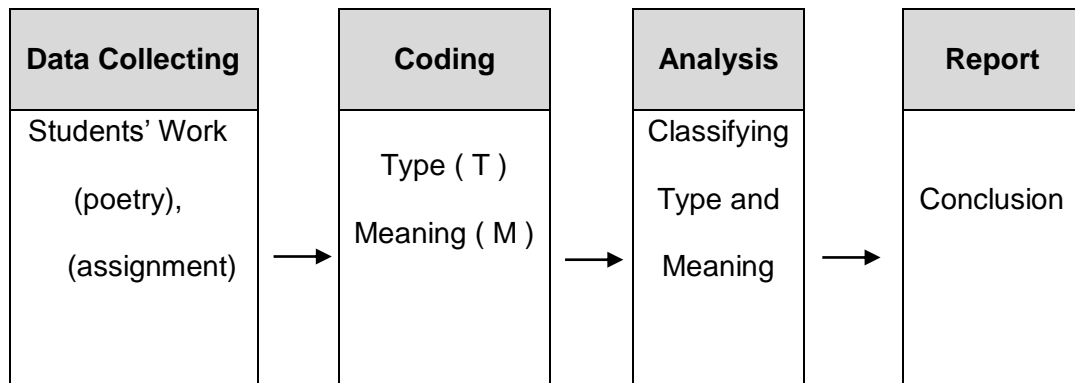 Data Collecting
Students’ Work
(poetry),
(assignment)
Coding
Type ( T )
Meaning ( M )
Analysis
Classifying
Type and
Meaning
Report
Conclusion